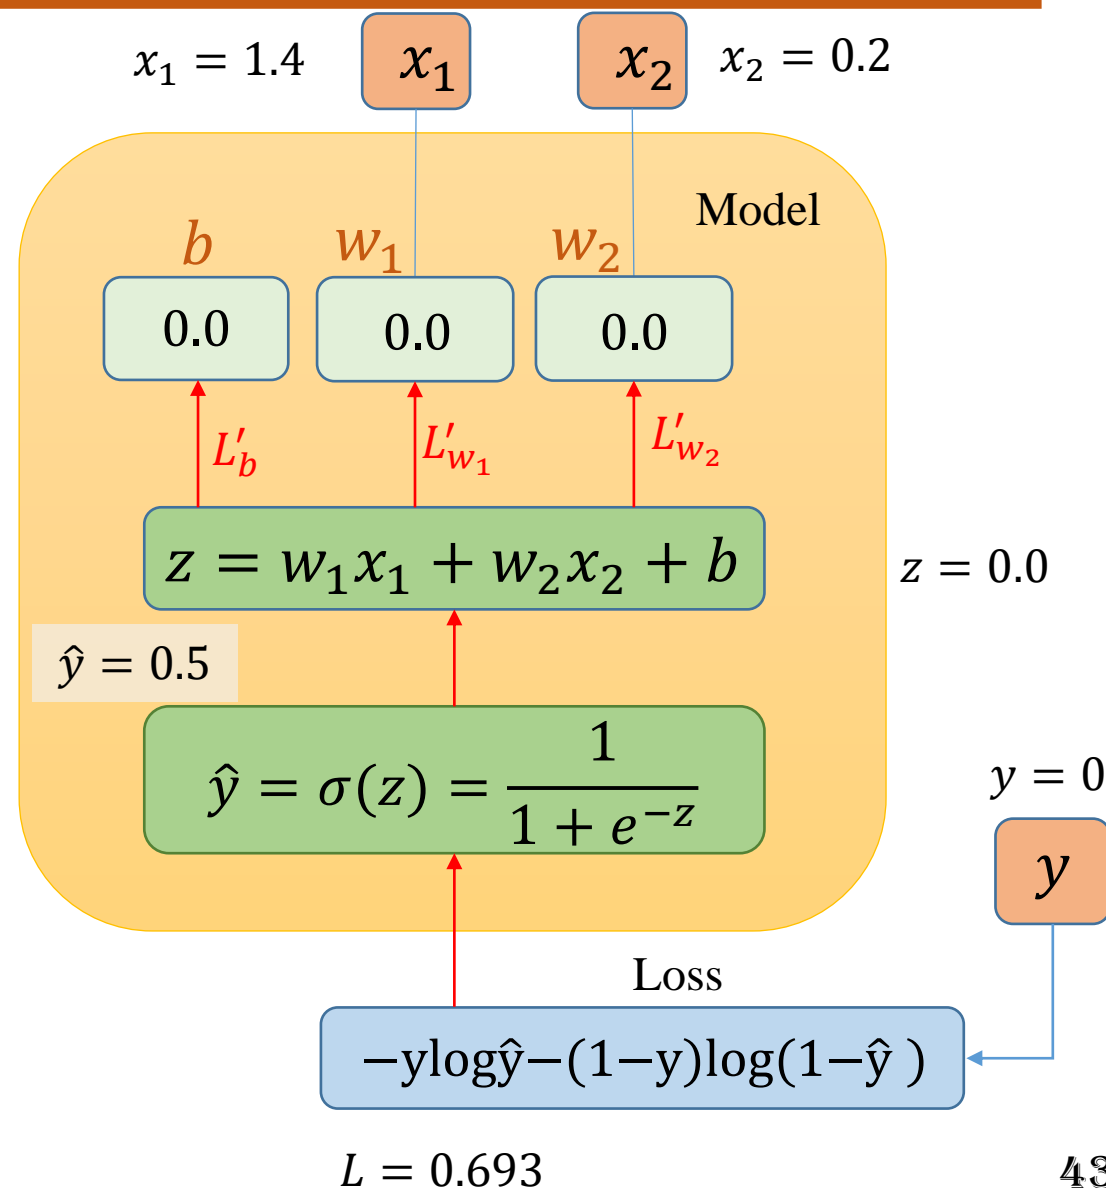 x₁ = 1.4 x₁ x₂ x₂ = 0.2
Model
b w₁ w₂
0.0 0.0 0.0
L′_b L′_{w₁} L′_{w₂}
z = w₁x₁ + w₂x₂ + b
z = 0.0
ŷ = 0.5
ŷ = σ(z) = 1 / (1 + e^{−z})
y = 0
y
Loss
−ylogŷ−(1−y)log(1−ŷ )
L = 0.693
43